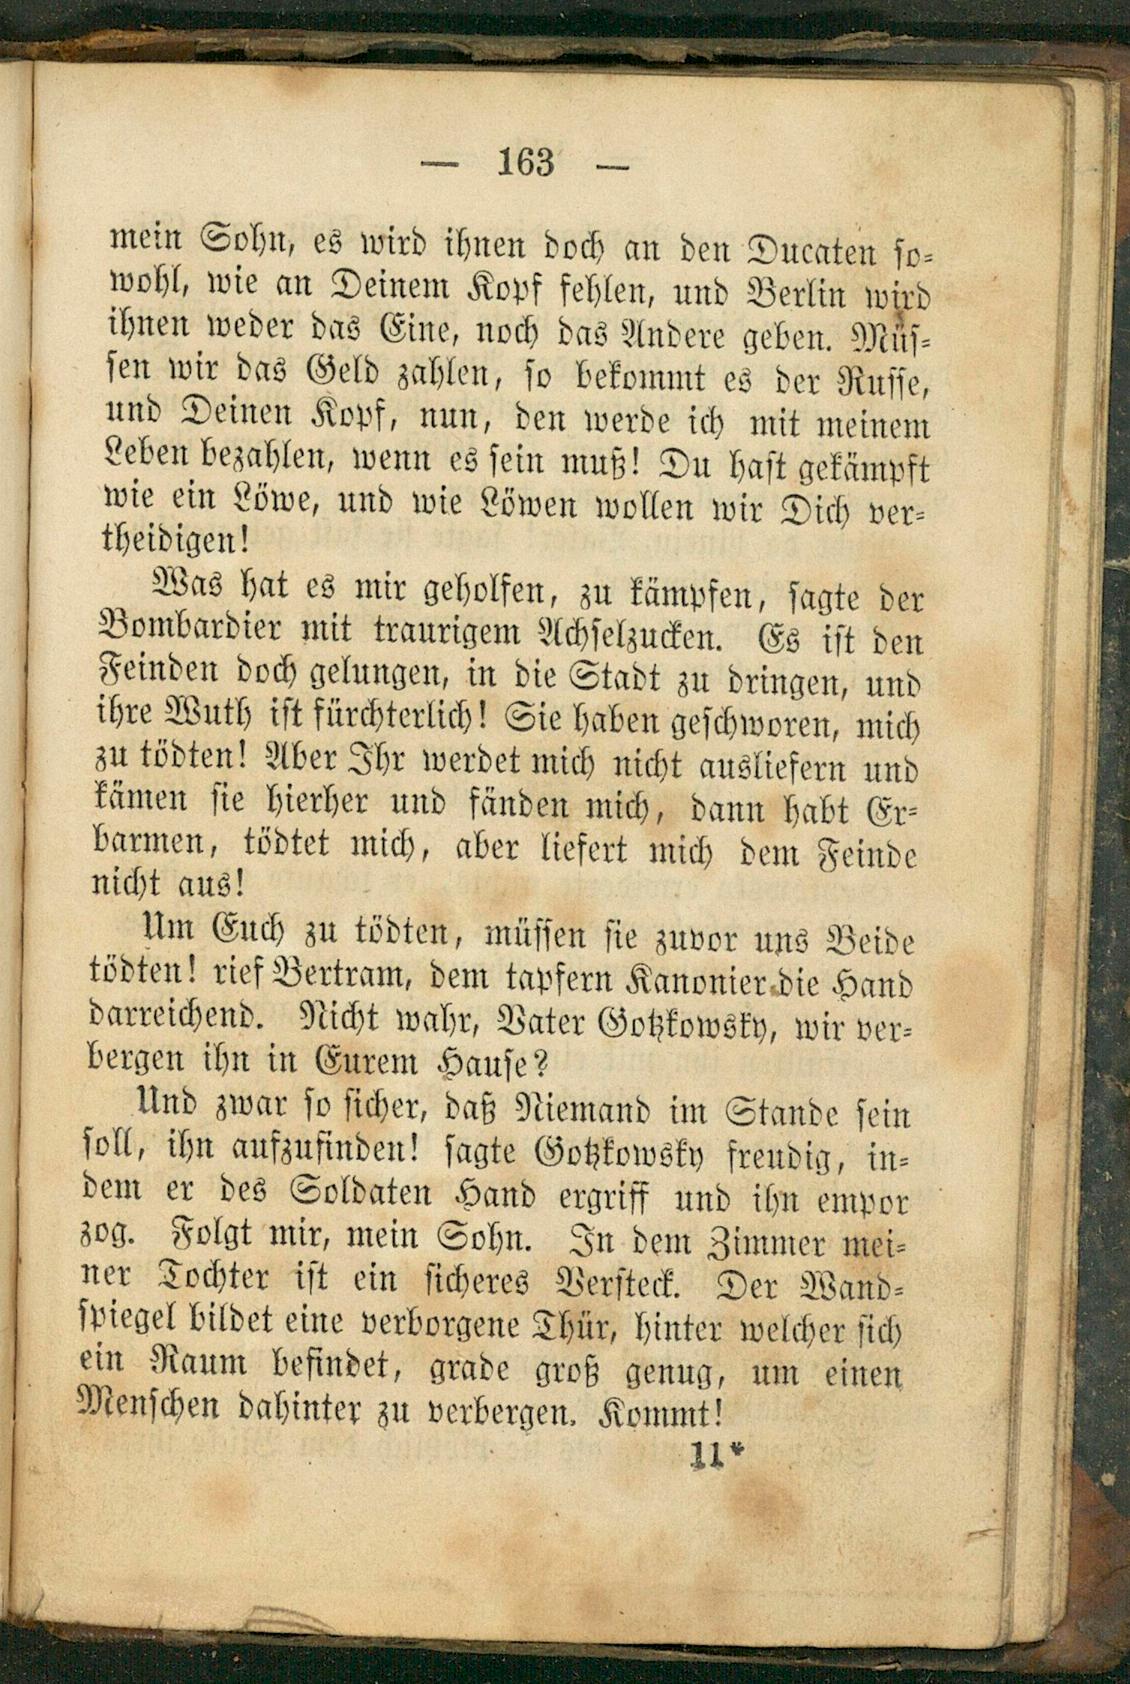 — 163 —
mein Sohn, es wird ihnen doch an den Ducaten so-
wohl, wie an Deinem Kopf fehlen, und Berlin wird
ihnen weder das Eine, noch das Andere geben. Müs-
sen wir das Geld zahlen, so bekommt es der Russe,
und Deinen Kopf, nun, den werde ich mit meinem
Leben bezahlen, wenn es sein muß! Du hast gekämpft
wie ein Löwe, und wie Löwen wollen wir Dich ver-
theidigen!
Was hat es mir geholfen, zu kämpfen, sagte der
Bombardier mit traurigem Achselzucken. Es ist den
Feinden doch gelungen, in die Stadt zu dringen, und
ihre Wuth ist fürchterlich! Sie haben geschworen, mich
zu tödten! Aber Ihr werdet mich nicht ausliefern und
kämen sie hierher und fänden mich, dann habt Er-
barmen, tödtet mich, aber liefert mich dem Feinde
nicht aus!
Um Euch zu tödten, müssen sie zuvor uns Beide
tödten! rief Bertram, dem tapfern Kanonier die Hand
darreichend. Nicht wahr, Vater Gotzkowsky, wir ver-
bergen ihn in Eurem Hause?
Und zwar so sicher, daß Niemand im Stande sein
soll, ihn aufzufinden! sagte Gotzkowsky freudig, in-
dem er des Soldaten Hand ergriff und ihn empor
zog. Folgt mir, mein Sohn. In dem Zimmer mei-
ner Tochter ist ein sicheres Versteck. Der Wand-
spiegel bildet eine verborgene Thür, hinter welcher sich
ein Raum befindet, grade groß genug, um einen
Menschen dahinter zu verbergen. Kommt!
11*